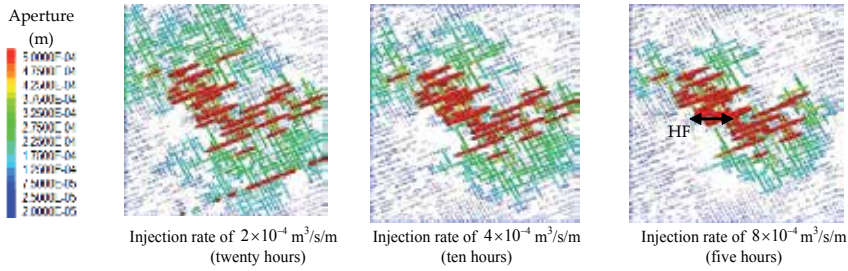 Aperture
(m)
5.0000E-04
4.7500E-04
4.2500E-04
3.7500E-04
3.2500E-04
2.7500E-04
2.2500E-04
1.7500E-04
1.2500E-04
7.5000E-05
2.0000E-05
HF
Injection rate of 2×10⁻⁴ m³/s/m
(twenty hours)
Injection rate of 4×10⁻⁴ m³/s/m
(ten hours)
Injection rate of 8×10⁻⁴ m³/s/m
(five hours)